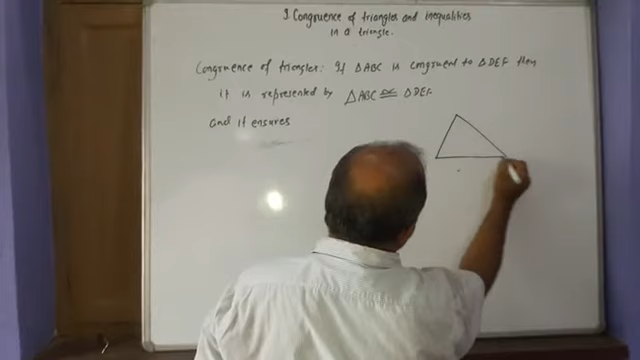 3. Congruence of triangles and inequalities
in a triangle.
Congruence of triangles: If △ABC is congruent to △DEF then
it is represented by △ABC ≅ △DEF.
and it ensures